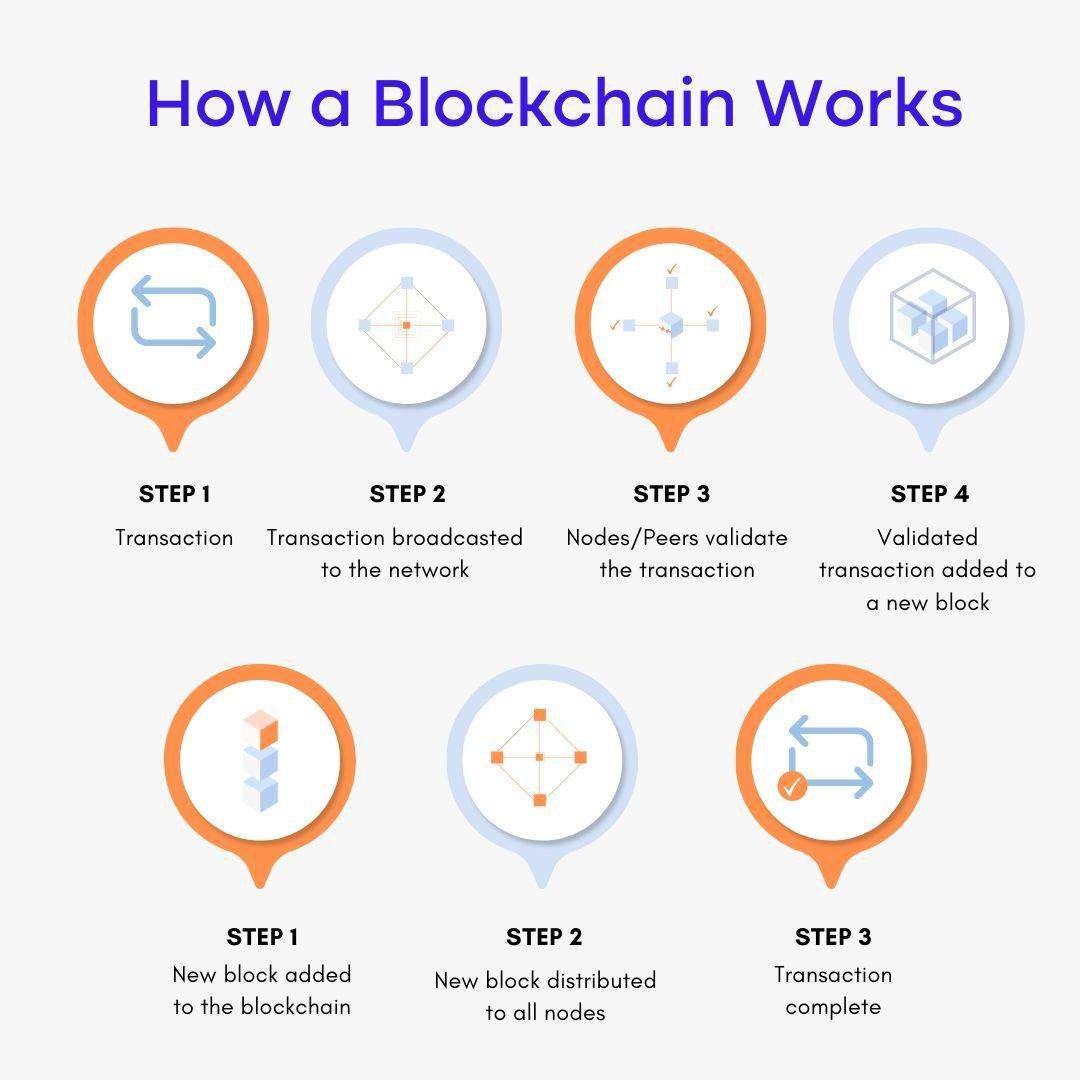 How a Blockchain Works
STEP 1
Transaction
STEP 2
Transaction broadcasted
to the network
STEP 3
Nodes/Peers validate
the transaction
STEP 4
Validated
transaction added to
a new block
STEP 1
New block added
to the blockchain
STEP 2
New block distributed
to all nodes
STEP 3
Transaction
complete